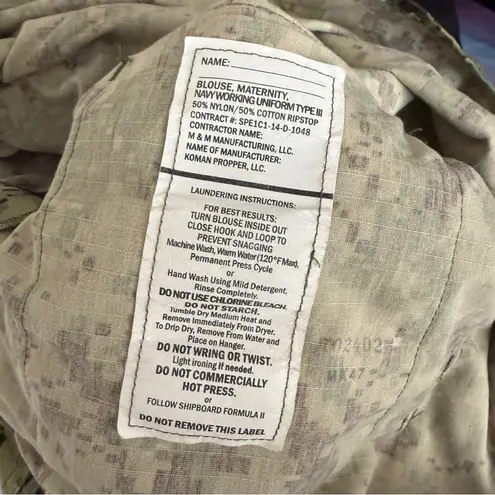 NAME:
BLOUSE, MATERNITY,
NAVY WORKING UNIFORM TYPE III
50% NYLON/50% COTTON RIPSTOP
CONTRACT #: SPE1C1-14-D-1048
CONTRACTOR NAME:
M & M MANUFACTURING, LLC.
NAME OF MANUFACTURER:
KOMAN PROPPER, LLC.
LAUNDERING INSTRUCTIONS:
FOR BEST RESULTS:
TURN BLOUSE INSIDE OUT
CLOSE HOOK AND LOOP TO
PREVENT SNAGGING
Machine Wash, Warm Water (120°F Max),
Permanent Press Cycle
or
Hand Wash Using Mild Detergent,
Rinse Completely.
DO NOT USE CHLORINE BLEACH.
DO NOT STARCH.
Tumble Dry Medium Heat and
Remove Immediately From Dryer.
To Drip Dry, Remove From Water and
Place on Hanger.
DO NOT WRING OR TWIST.
Light ironing if needed.
DO NOT COMMERCIALLY
HOT PRESS.
or
FOLLOW SHIPBOARD FORMULA II
DO NOT REMOVE THIS LABEL